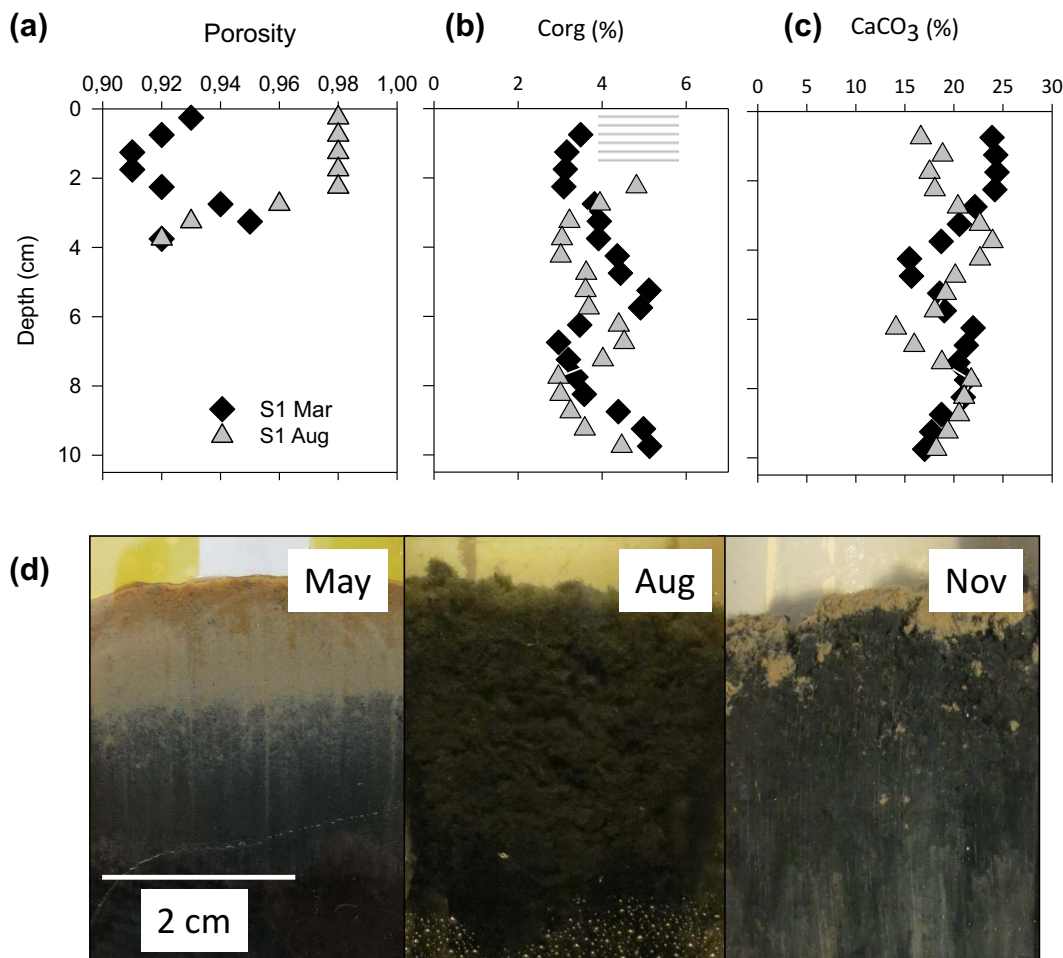 (a)
Porosity
0,90 0,92 0,94 0,96 0,98 1,00
0
2
4
6
8
10
Depth (cm)
S1 Mar
S1 Aug
(b)
Corg (%)
0 2 4 6
(c)
CaCO3 (%)
0 5 10 15 20 25 30
(d)
May
Aug
Nov
2 cm